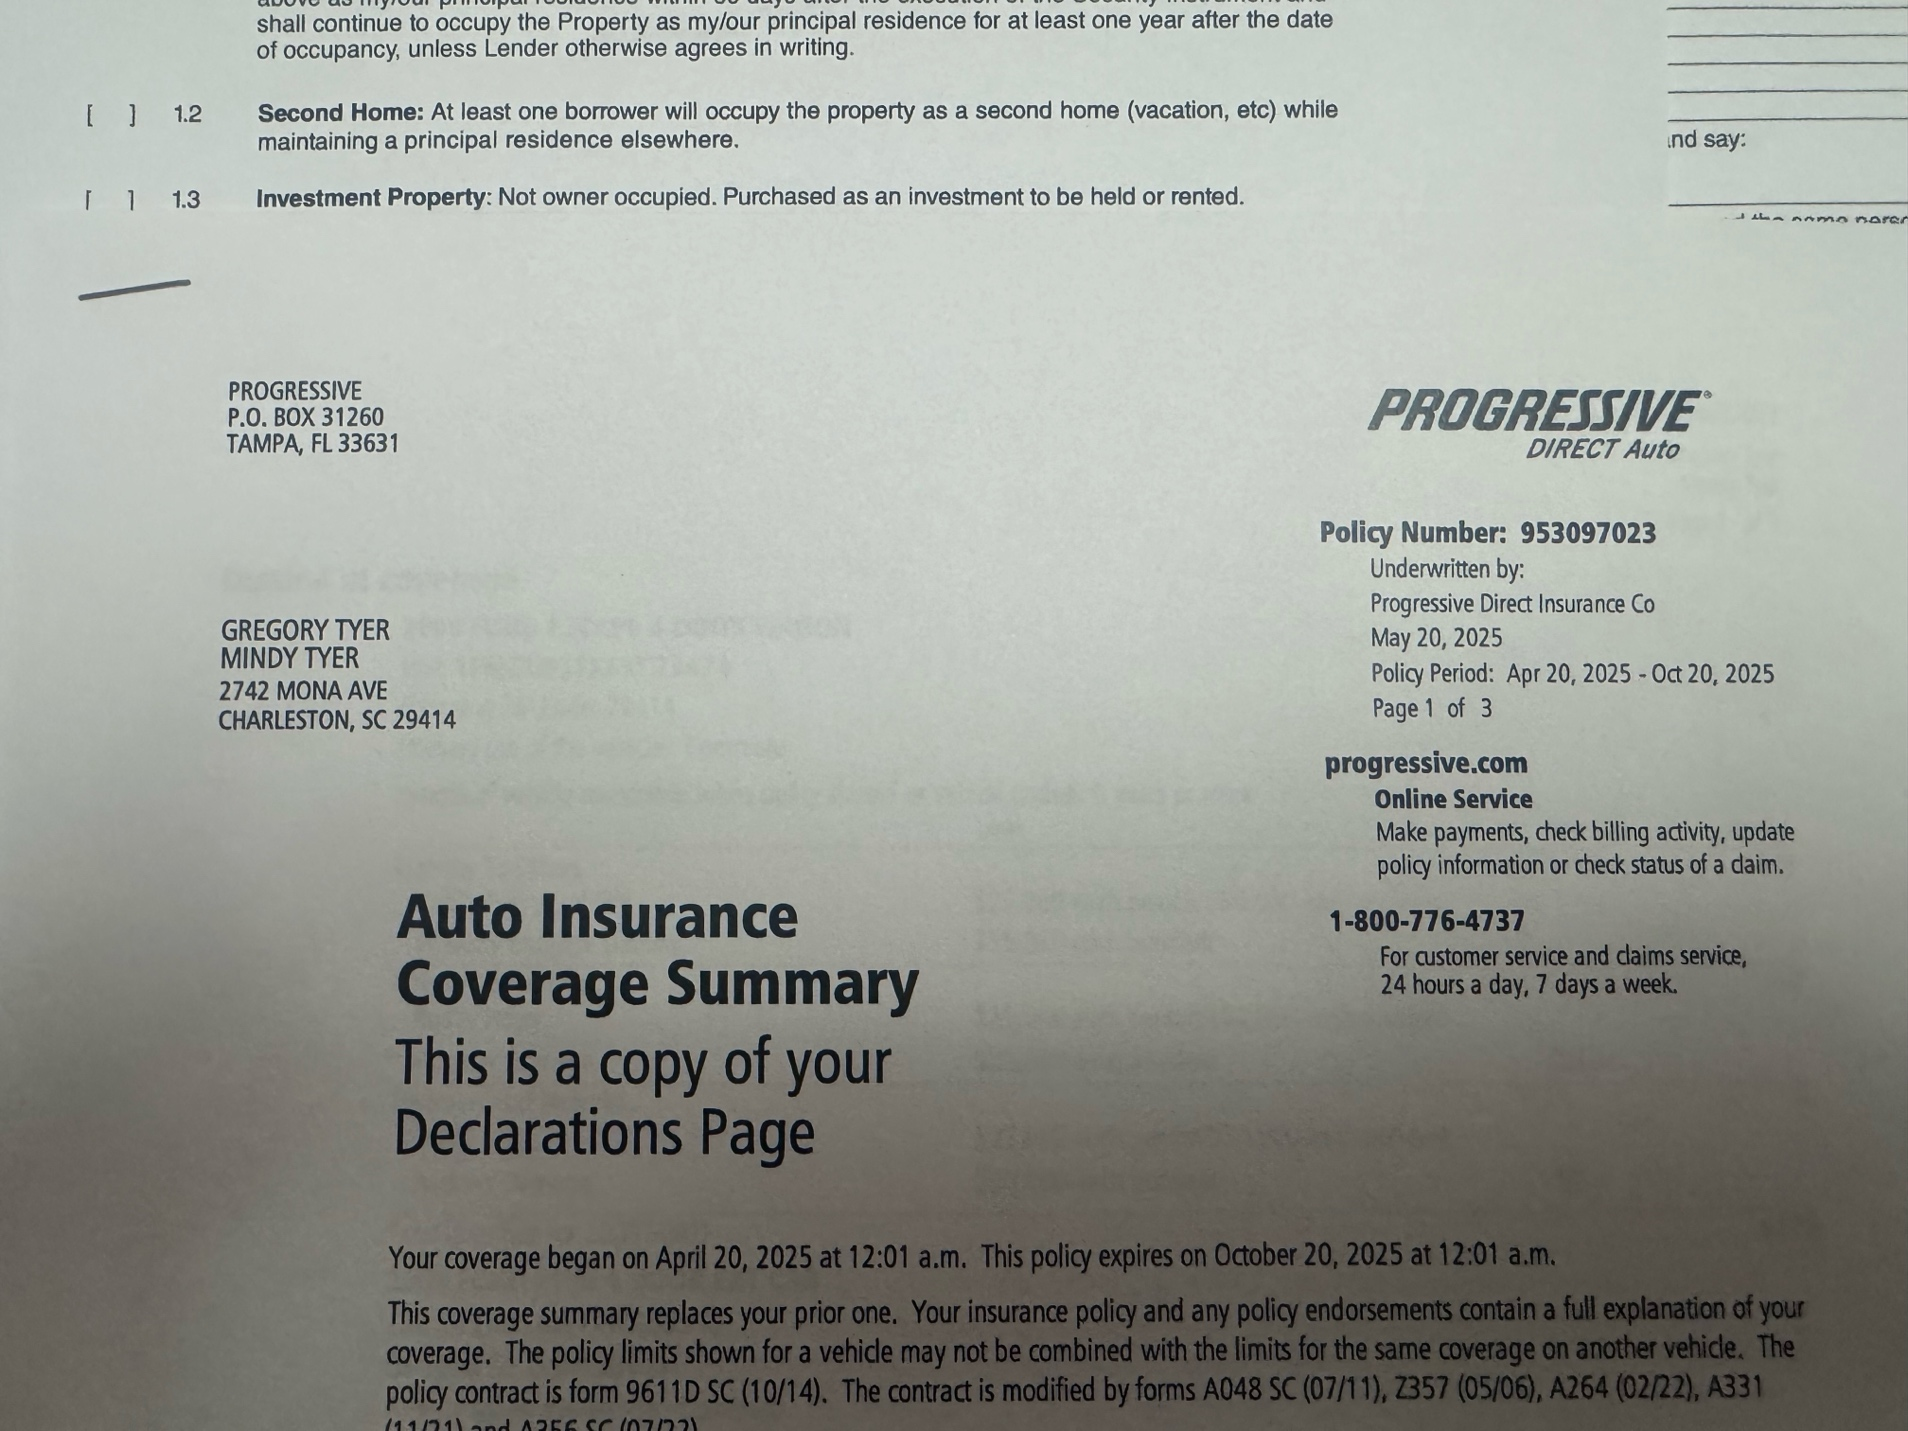 shall continue to occupy the Property as my/our principal residence for at least one year after the date
of occupancy, unless Lender otherwise agrees in writing.
[ ] 1.2 Second Home: At least one borrower will occupy the property as a second home (vacation, etc) while
maintaining a principal residence elsewhere.
[ ] 1.3 Investment Property: Not owner occupied. Purchased as an investment to be held or rented.
and say:
PROGRESSIVE
P.O. BOX 31260
TAMPA, FL 33631
PROGRESSIVE®
DIRECT Auto
Policy Number: 953097023
Underwritten by:
Progressive Direct Insurance Co
May 20, 2025
Policy Period: Apr 20, 2025 - Oct 20, 2025
Page 1 of 3
GREGORY TYER
MINDY TYER
2742 MONA AVE
CHARLESTON, SC 29414
progressive.com
Online Service
Make payments, check billing activity, update
policy information or check status of a claim.
1-800-776-4737
For customer service and claims service,
24 hours a day, 7 days a week.
Auto Insurance
Coverage Summary
This is a copy of your
Declarations Page
Your coverage began on April 20, 2025 at 12:01 a.m. This policy expires on October 20, 2025 at 12:01 a.m.
This coverage summary replaces your prior one. Your insurance policy and any policy endorsements contain a full explanation of your
coverage. The policy limits shown for a vehicle may not be combined with the limits for the same coverage on another vehicle. The
policy contract is form 9611D SC (10/14). The contract is modified by forms A048 SC (07/11), Z357 (05/06), A264 (02/22), A331
(11/21) and A356 SC (07/22)